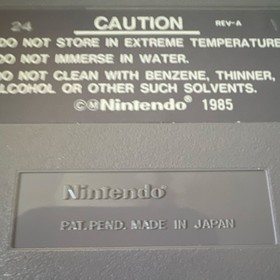 24 CAUTION REV-A
DO NOT STORE IN EXTREME TEMPERATURE
DO NOT IMMERSE IN WATER.
DO NOT CLEAN WITH BENZENE, THINNER,
ALCOHOL OR OTHER SUCH SOLVENTS.
©Ⓜ Nintendo® 1985
Nintendo®
PAT. PEND. MADE IN JAPAN